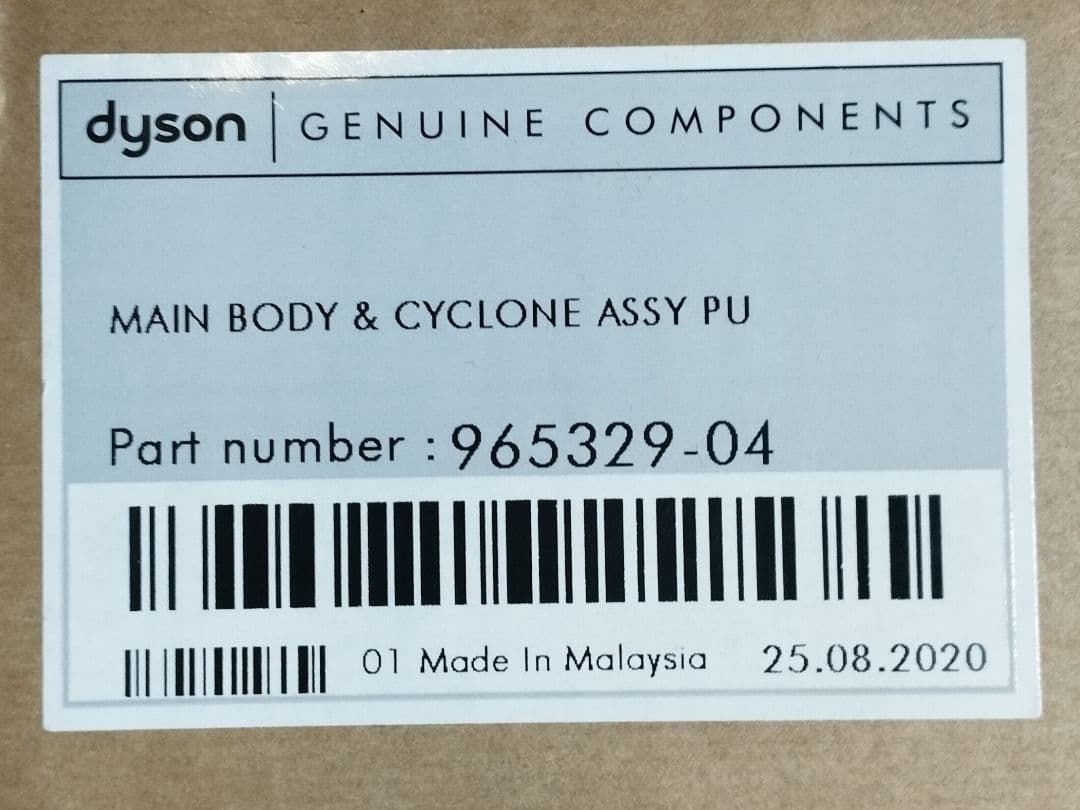 dyson | GENUINE COMPONENTS
MAIN BODY & CYCLONE ASSY PU
Part number : 965329-04
01 Made In Malaysia 25.08.2020